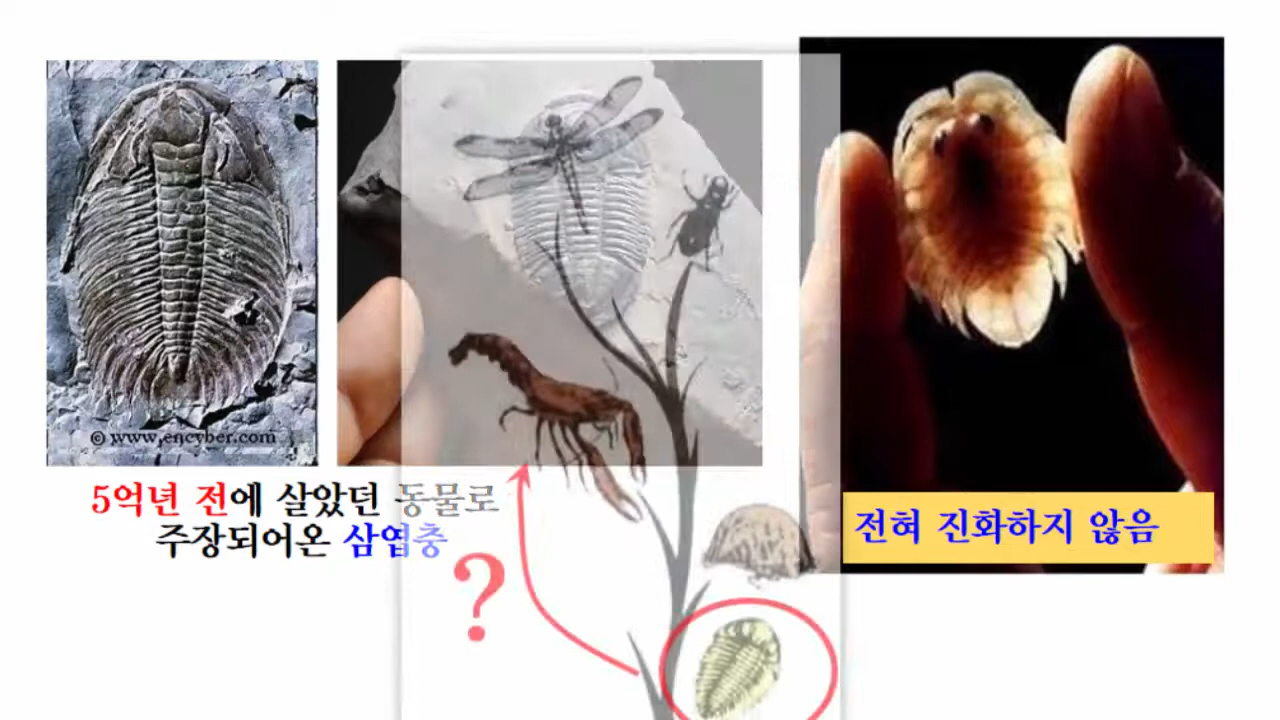 © www.encyber.com
5억년 전에 살았던 동물로
주장되어온 삼엽충
?
전혀 진화하지 않음